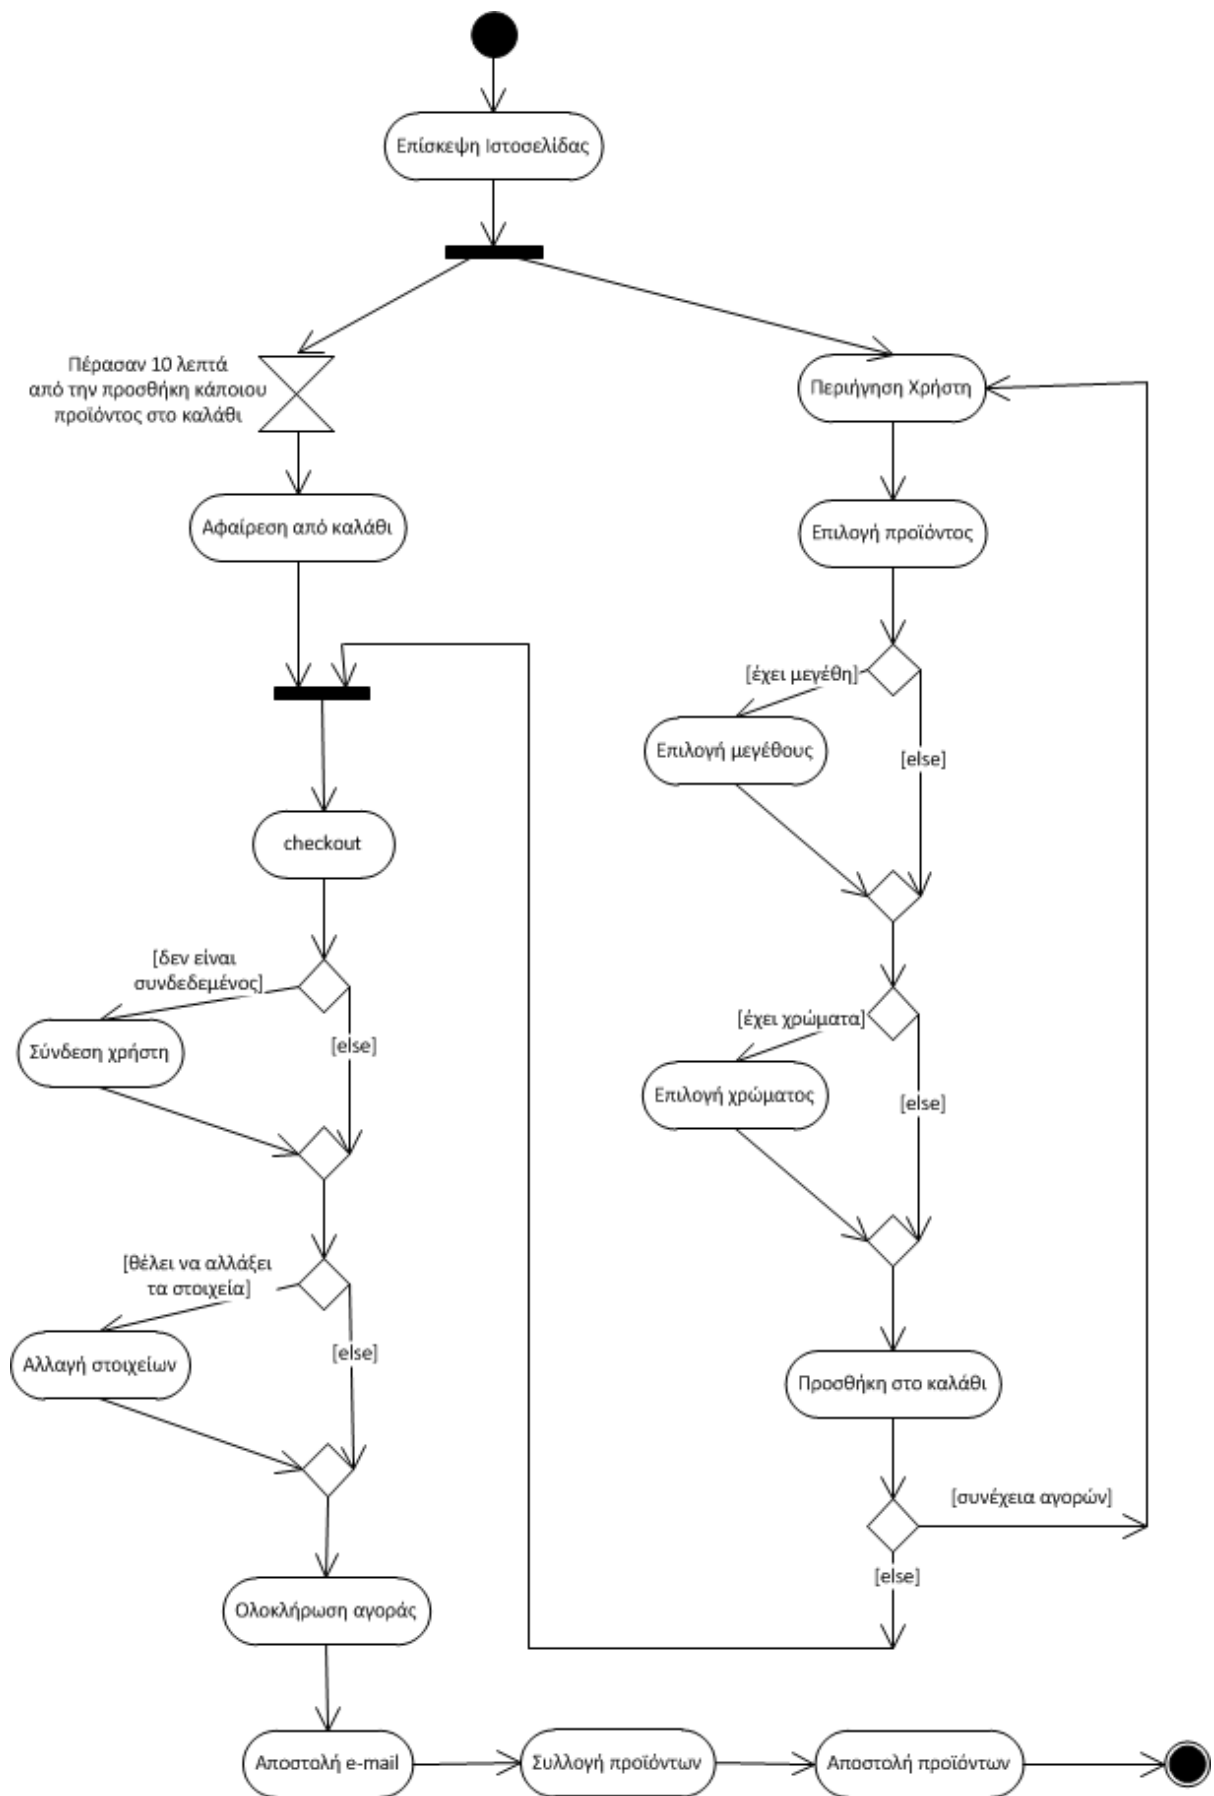 Επίσκεψη Ιστοσελίδας
Πέρασαν 10 λεπτά
από την προσθήκη κάποιου
προϊόντος στο καλάθι
Περιήγηση Χρήστη
Αφαίρεση από καλάθι
Επιλογή προϊόντος
[έχει μεγέθη]
Επιλογή μεγέθους
[else]
checkout
[δεν είναι
συνδεδεμένος]
[else]
Σύνδεση χρήστη
[έχει χρώματα]
Επιλογή χρώματος
[else]
[θέλει να αλλάξει
τα στοιχεία]
[else]
Αλλαγή στοιχείων
Προσθήκη στο καλάθι
[συνέχεια αγορών]
[else]
Ολοκλήρωση αγοράς
Αποστολή e-mail
Συλλογή προϊόντων
Αποστολή προϊόντων